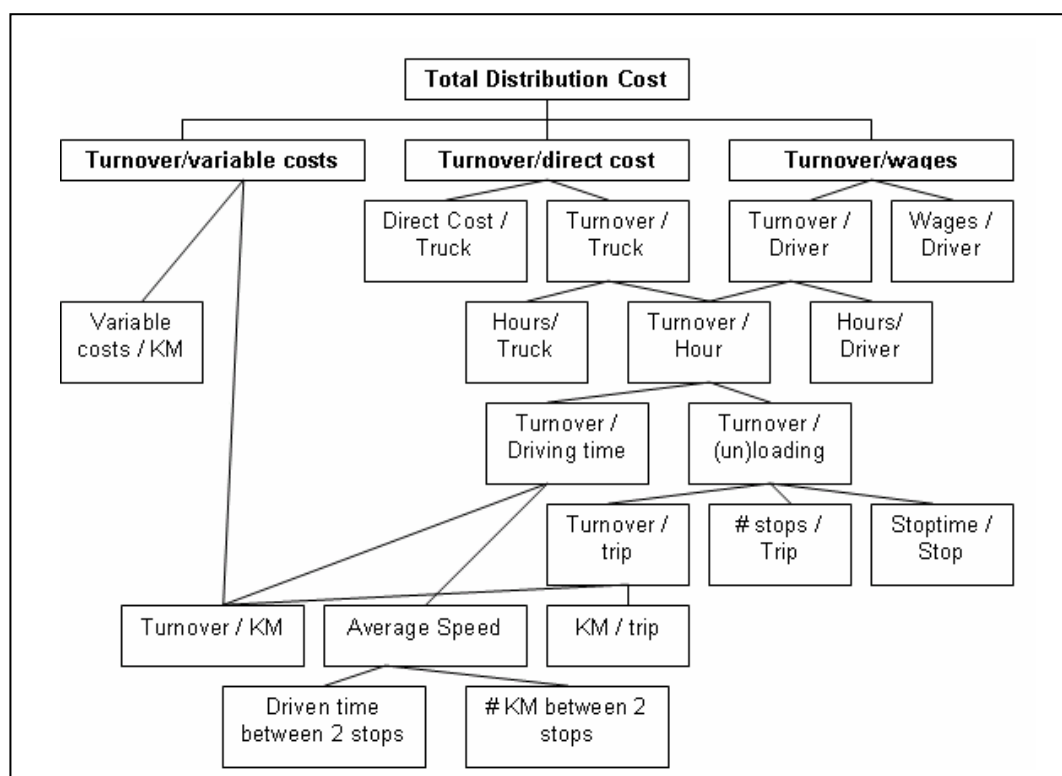 Total Distribution Cost
Turnover/variable costs
Turnover/direct cost
Turnover/wages
Direct Cost /
Truck
Turnover /
Truck
Turnover /
Driver
Wages /
Driver
Variable
costs / KM
Hours/
Truck
Turnover /
Hour
Hours/
Driver
Turnover /
Driving time
Turnover /
(un)loading
Turnover /
trip
# stops /
Trip
Stoptime /
Stop
Turnover / KM
Average Speed
KM / trip
Driven time
between 2 stops
# KM between 2
stops